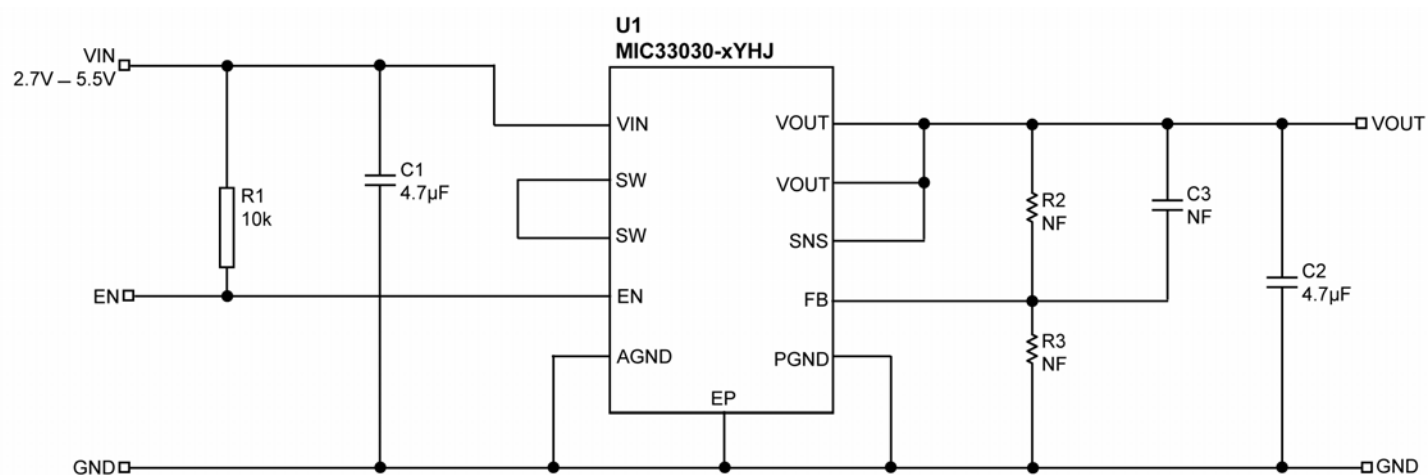 U1
MIC33030-xYHJ
VIN
2.7V – 5.5V
VIN
VOUT
VOUT
SW
C1
4.7µF
R1
10k
VOUT
R2
NF
C3
NF
SW
SNS
C2
4.7µF
EN
EN
FB
R3
NF
AGND
PGND
EP
GND
GND